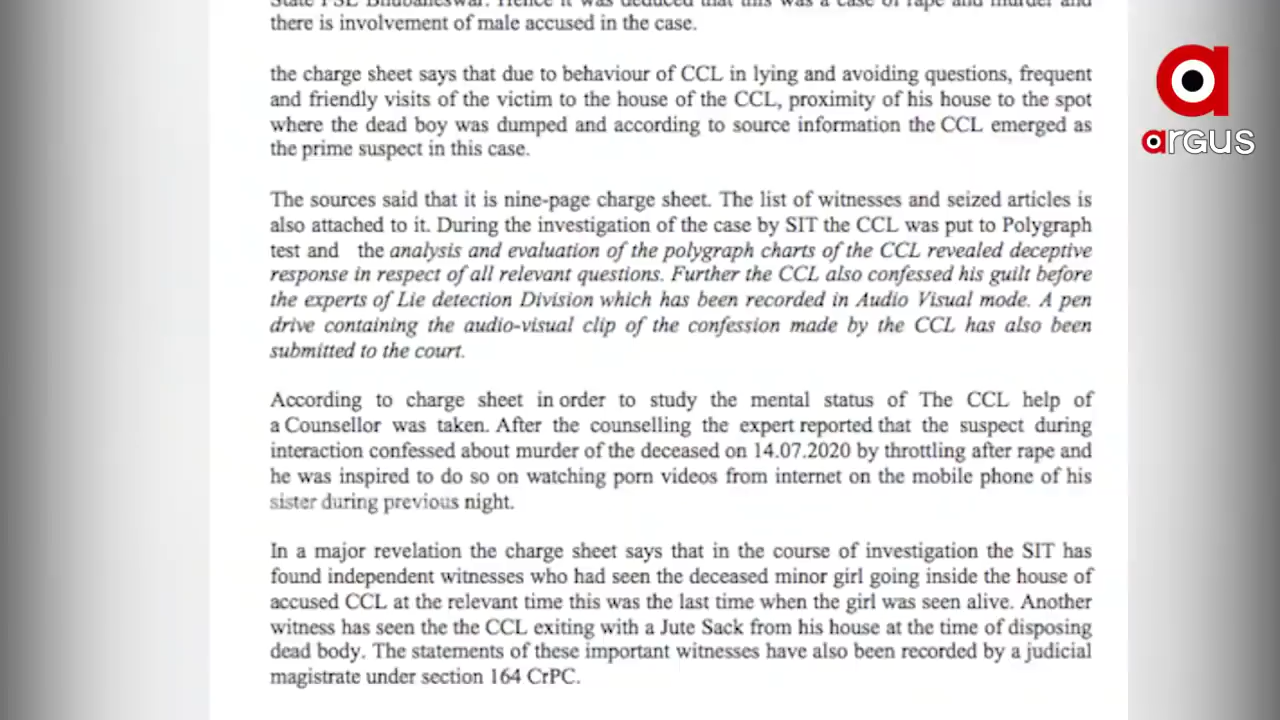 State FSL Bhubaneswar. Hence it was deduced that this was a case of rape and murder and
there is involvement of male accused in the case.
the charge sheet says that due to behaviour of CCL in lying and avoiding questions, frequent
and friendly visits of the victim to the house of the CCL, proximity of his house to the spot
where the dead boy was dumped and according to source information the CCL emerged as
the prime suspect in this case.
The sources said that it is nine-page charge sheet. The list of witnesses and seized articles is
also attached to it. During the investigation of the case by SIT the CCL was put to Polygraph
test and the analysis and evaluation of the polygraph charts of the CCL revealed deceptive
response in respect of all relevant questions. Further the CCL also confessed his guilt before
the experts of Lie detection Division which has been recorded in Audio Visual mode. A pen
drive containing the audio-visual clip of the confession made by the CCL has also been
submitted to the court.
According to charge sheet in order to study the mental status of The CCL help of
a Counsellor was taken. After the counselling the expert reported that the suspect during
interaction confessed about murder of the deceased on 14.07.2020 by throttling after rape and
he was inspired to do so on watching porn videos from internet on the mobile phone of his
sister during previous night.
In a major revelation the charge sheet says that in the course of investigation the SIT has
found independent witnesses who had seen the deceased minor girl going inside the house of
accused CCL at the relevant time this was the last time when the girl was seen alive. Another
witness has seen the the CCL exiting with a Jute Sack from his house at the time of disposing
dead body. The statements of these important witnesses have also been recorded by a judicial
magistrate under section 164 CrPC.
a
argus